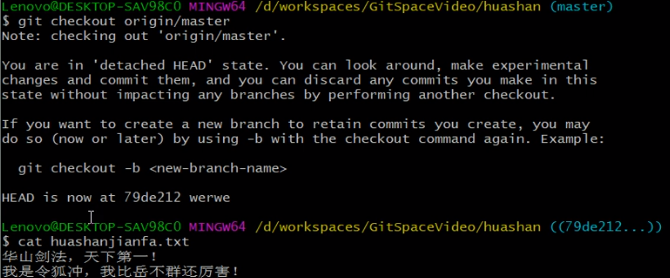 Lenovo@DESKTOP-SAV98C0 MINGW64 /d/workspaces/GitSpaceVideo/huashan (master)
$ git checkout origin/master
Note: checking out 'origin/master'.
You are in 'detached HEAD' state. You can look around, make experimental
changes and commit them, and you can discard any commits you make in this
state without impacting any branches by performing another checkout.
If you want to create a new branch to retain commits you create, you may
do so (now or later) by using -b with the checkout command again. Example:
git checkout -b <new-branch-name>
HEAD is now at 79de212 werwe
Lenovo@DESKTOP-SAV98C0 MINGW64 /d/workspaces/GitSpaceVideo/huashan ((79de212...))
$ cat huashanjianfa.txt
华山剑法，天下第一！
我是令狐冲，我比岳不群还厉害！